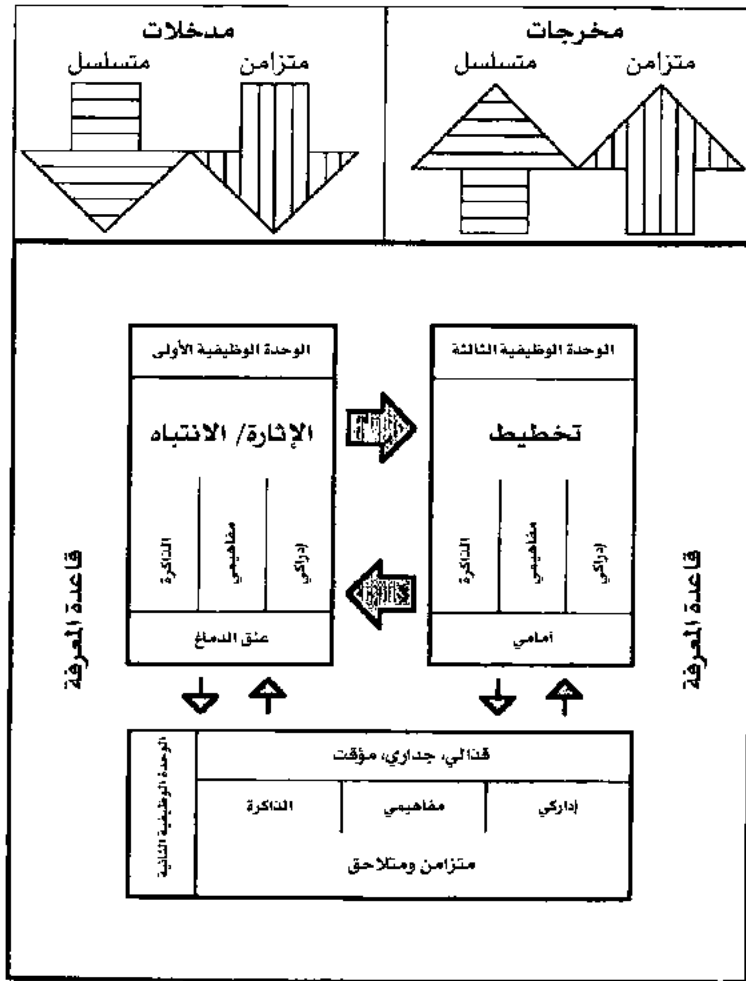 مخرجات
متزامن
متسلسل
مدخلات
متزامن
متسلسل
الوحدة الوظيفية الثالثة
تخطيط
إدراكي
مفاهيمي
الذاكرة
أمامي
الوحدة الوظيفية الأولى
الإثارة/ الانتباه
إدراكي
مفاهيمي
الذاكرة
عنق الدماغ
قاعدة المعرفة
قاعدة المعرفة
قذالي، جداري، مؤقت
إداركي
مفاهيمي
الذاكرة
متزامن ومتلاحق
الوحدة الوظيفية الثانية